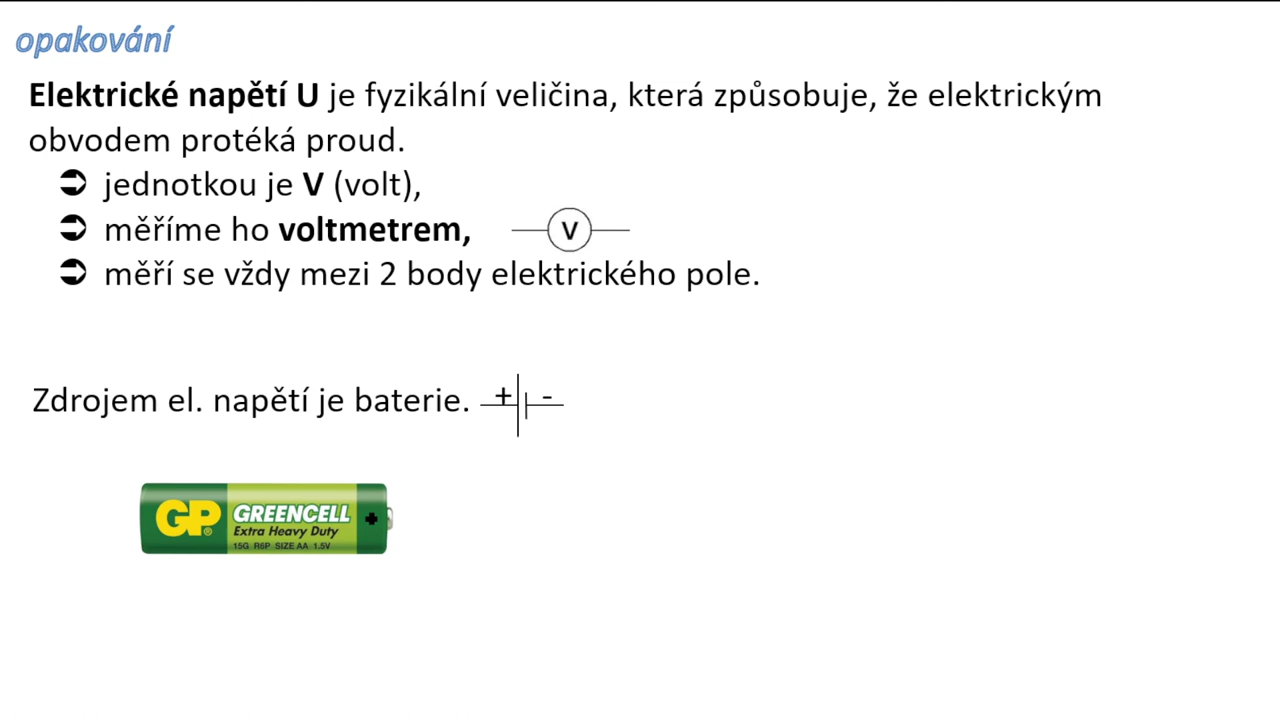 opakování
Elektrické napětí U je fyzikální veličina, která způsobuje, že elektrickým
obvodem protéká proud.
➲ jednotkou je V (volt),
➲ měříme ho voltmetrem,
V
➲ měří se vždy mezi 2 body elektrického pole.
Zdrojem el. napětí je baterie.
+ -
GP®
GREENCELL
Extra Heavy Duty
15G R6P SIZE AA 1.5V
+